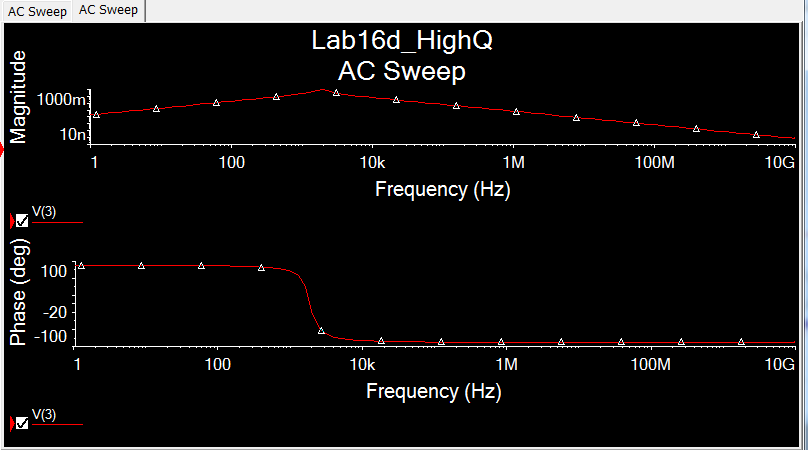 AC Sweep AC Sweep
Lab16d_HighQ
AC Sweep
Magnitude
1000m
10n
1 100 10k 1M 100M 10G
Frequency (Hz)
V(3)
Phase (deg)
100
-20
-100
1 100 10k 1M 100M 10G
Frequency (Hz)
V(3)